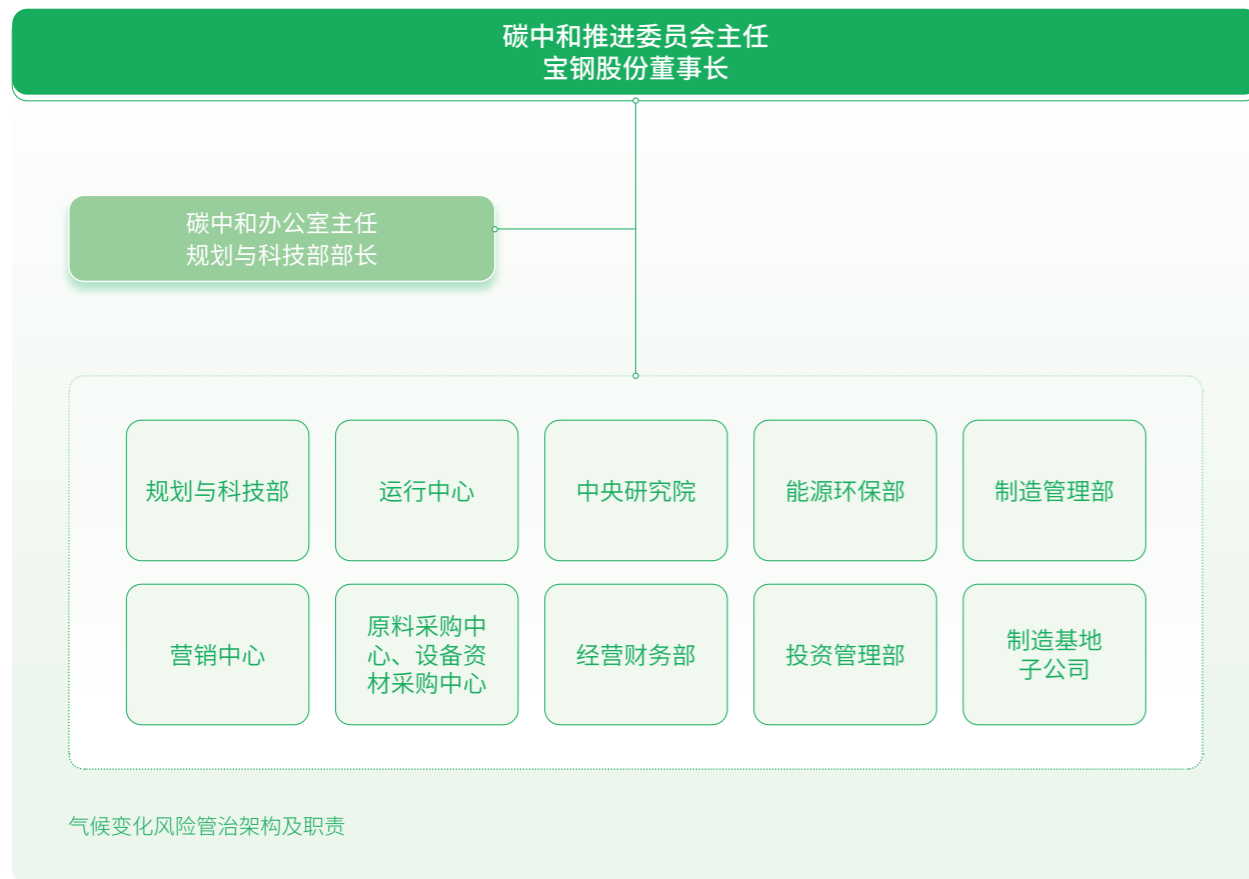 碳中和推进委员会主任
宝钢股份董事长
碳中和办公室主任
规划与科技部部长
规划与科技部
运行中心
中央研究院
能源环保部
制造管理部
营销中心
原料采购中
心、设备资
材采购中心
经营财务部
投资管理部
制造基地
子公司
气候变化风险管治架构及职责